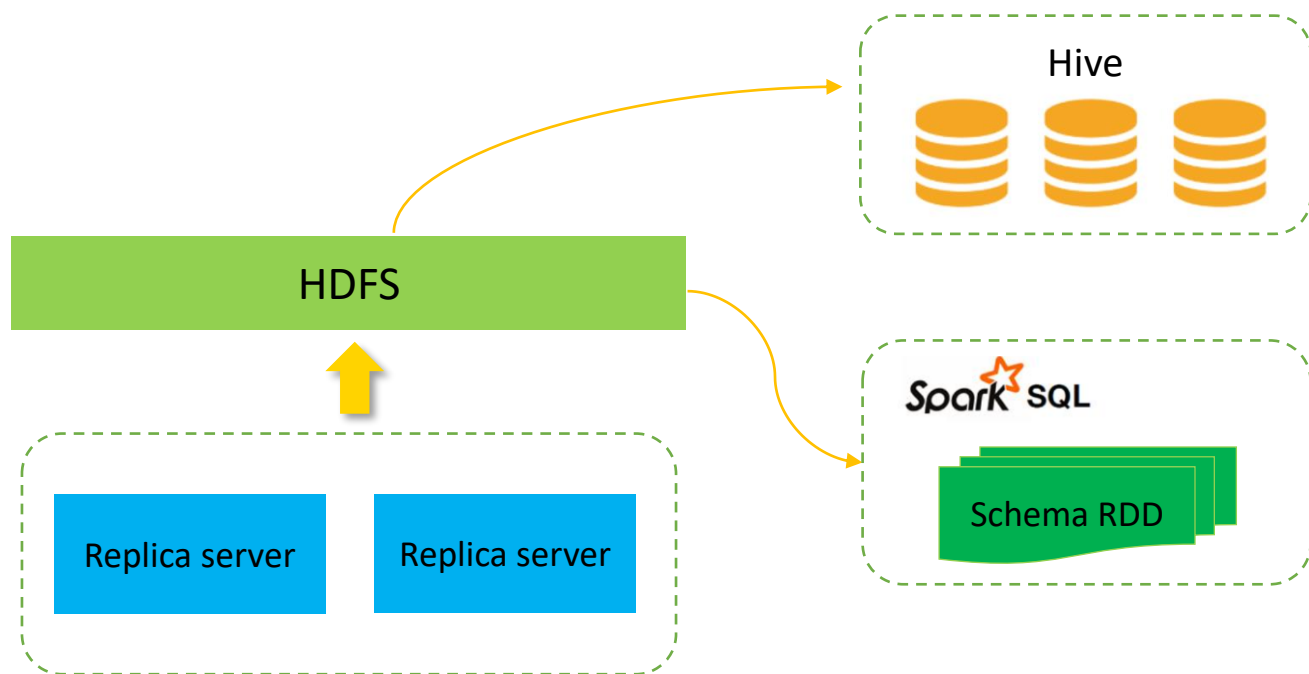 Hive
HDFS
Spark SQL
Schema RDD
Replica server
Replica server